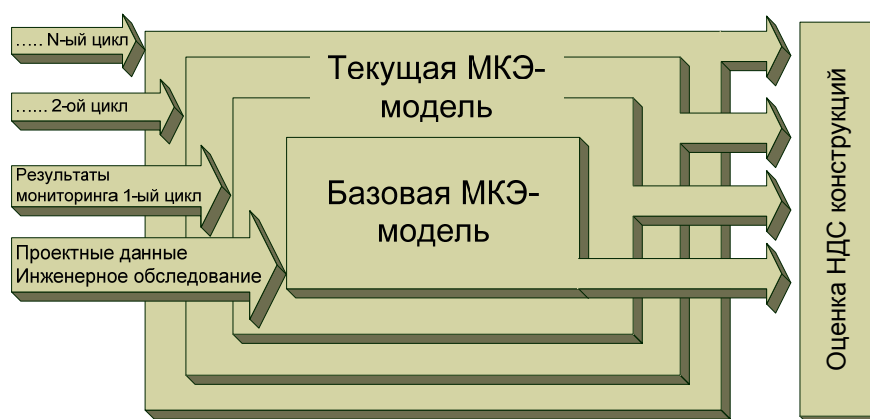 ..... N-ый цикл
...... 2-ой цикл
Результаты
мониторинга 1-ый цикл
Проектные данные
Инженерное обследование
Текущая МКЭ-
модель
Базовая МКЭ-
модель
Оценка НДС конструкций